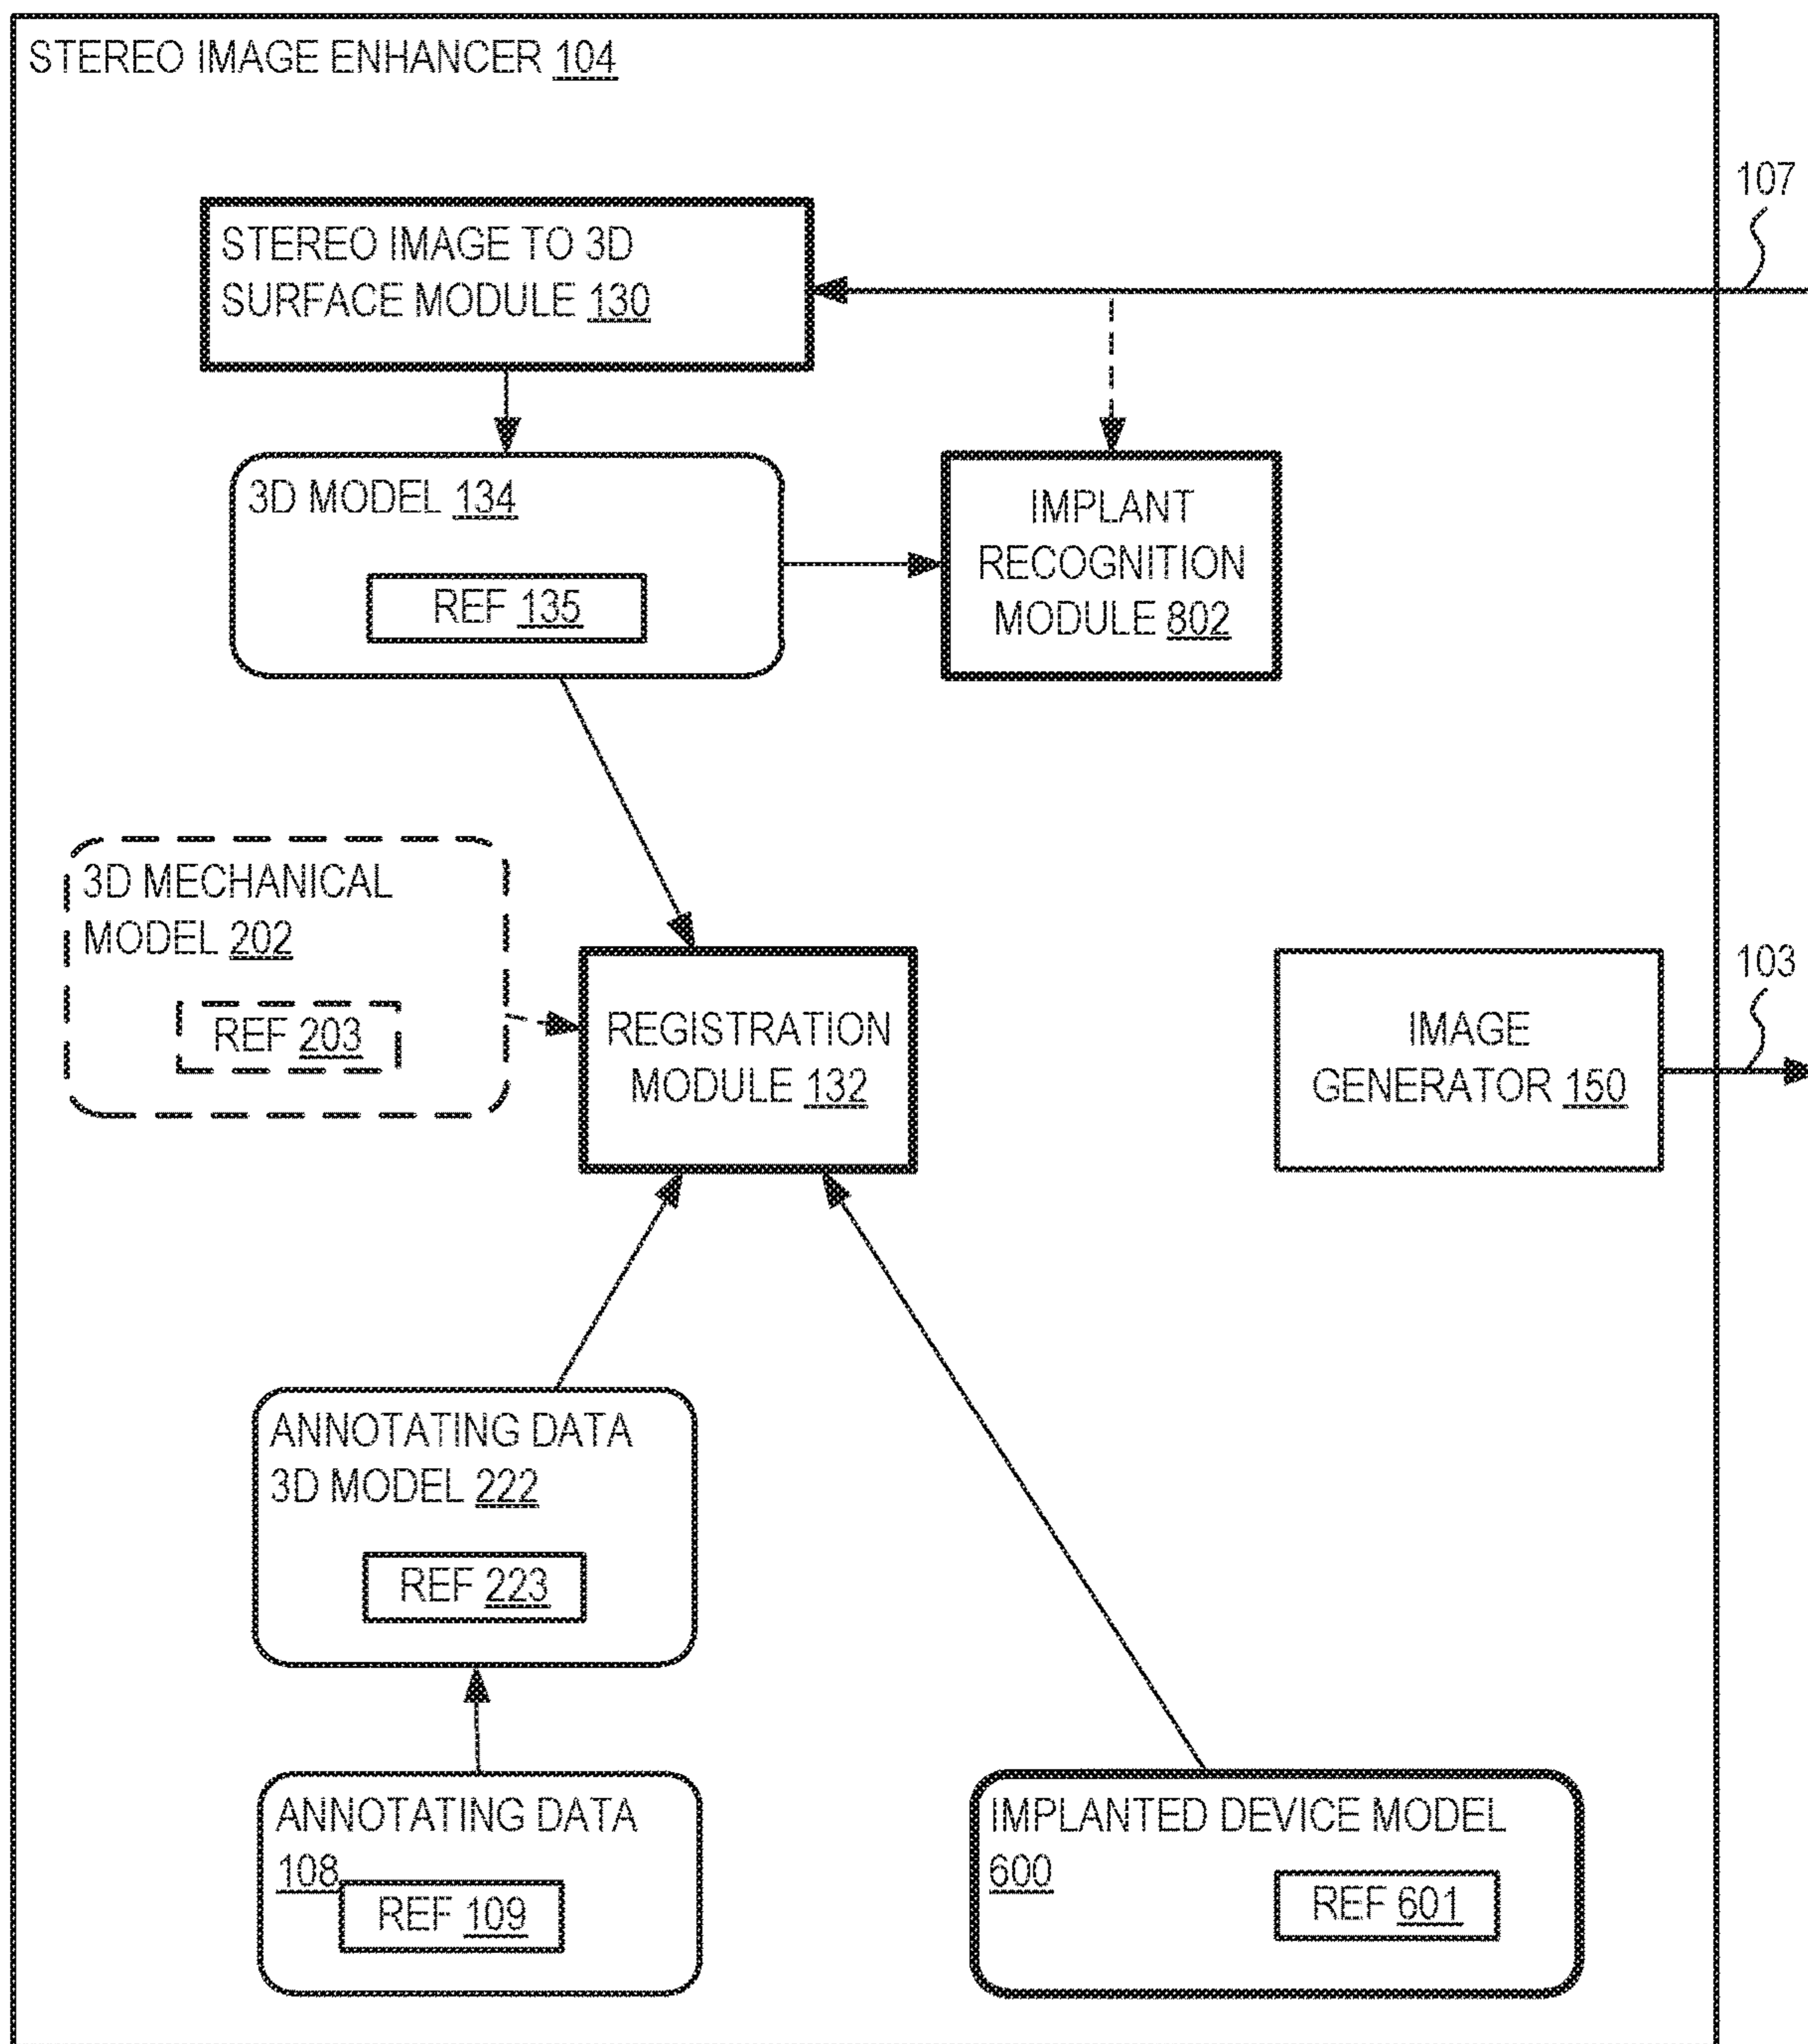 STEREO IMAGE ENHANCER 104
107
STEREO IMAGE TO 3D
SURFACE MODULE 130
3D MODEL 134
REF 135
IMPLANT
RECOGNITION
MODULE 802
3D MECHANICAL
MODEL 202
REF 203
REGISTRATION
MODULE 132
IMAGE
GENERATOR 150
103
ANNOTATING DATA
3D MODEL 222
REF 223
ANNOTATING DATA
108
REF 109
IMPLANTED DEVICE MODEL
600
REF 601